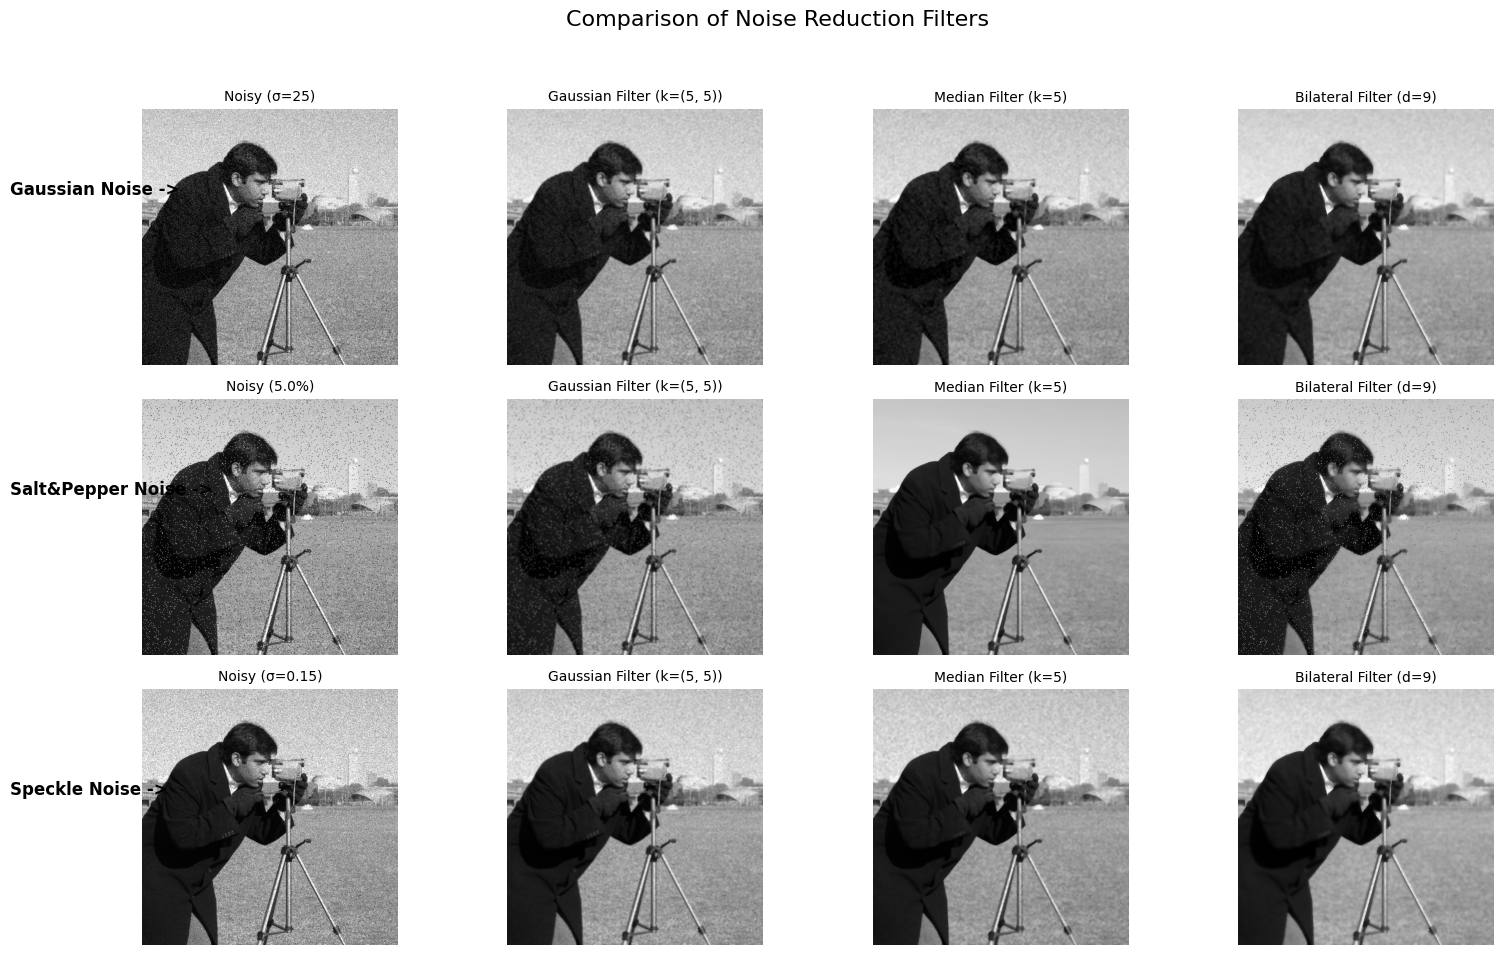 Comparison of Noise Reduction Filters
Noisy (σ=25)
Gaussian Filter (k=(5, 5))
Median Filter (k=5)
Bilateral Filter (d=9)
Gaussian Noise ->
Noisy (5.0%)
Gaussian Filter (k=(5, 5))
Median Filter (k=5)
Bilateral Filter (d=9)
Salt&Pepper Noise ->
Noisy (σ=0.15)
Gaussian Filter (k=(5, 5))
Median Filter (k=5)
Bilateral Filter (d=9)
Speckle Noise ->